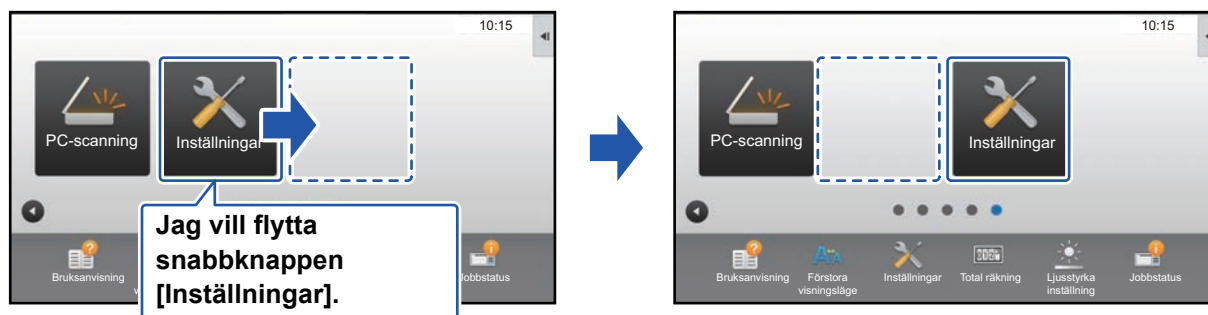 10:15
PC-scanning
Inställningar
Jag vill flytta
snabbknappen
[Inställningar].
Bruksanvisning
Jobbstatus
10:15
PC-scanning
Inställningar
Bruksanvisning
Förstora
visningsläge
Inställningar
Total räkning
Ljusstyrka
inställning
Jobbstatus